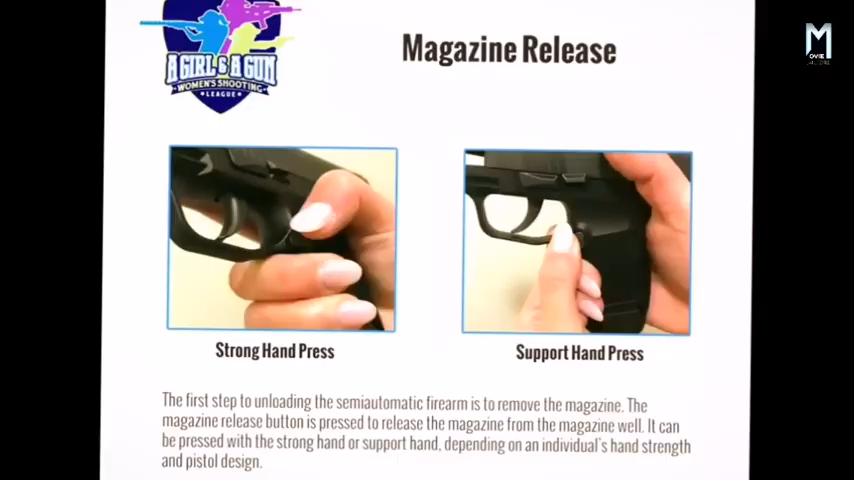 A GIRL & A GUN
WOMEN'S SHOOTING
LEAGUE
Magazine Release
M
OVIE
Strong Hand Press
Support Hand Press
The first step to unloading the semiautomatic firearm is to remove the magazine. The
magazine release button is pressed to release the magazine from the magazine well. It can
be pressed with the strong hand or support hand, depending on an individual's hand strength
and pistol design.